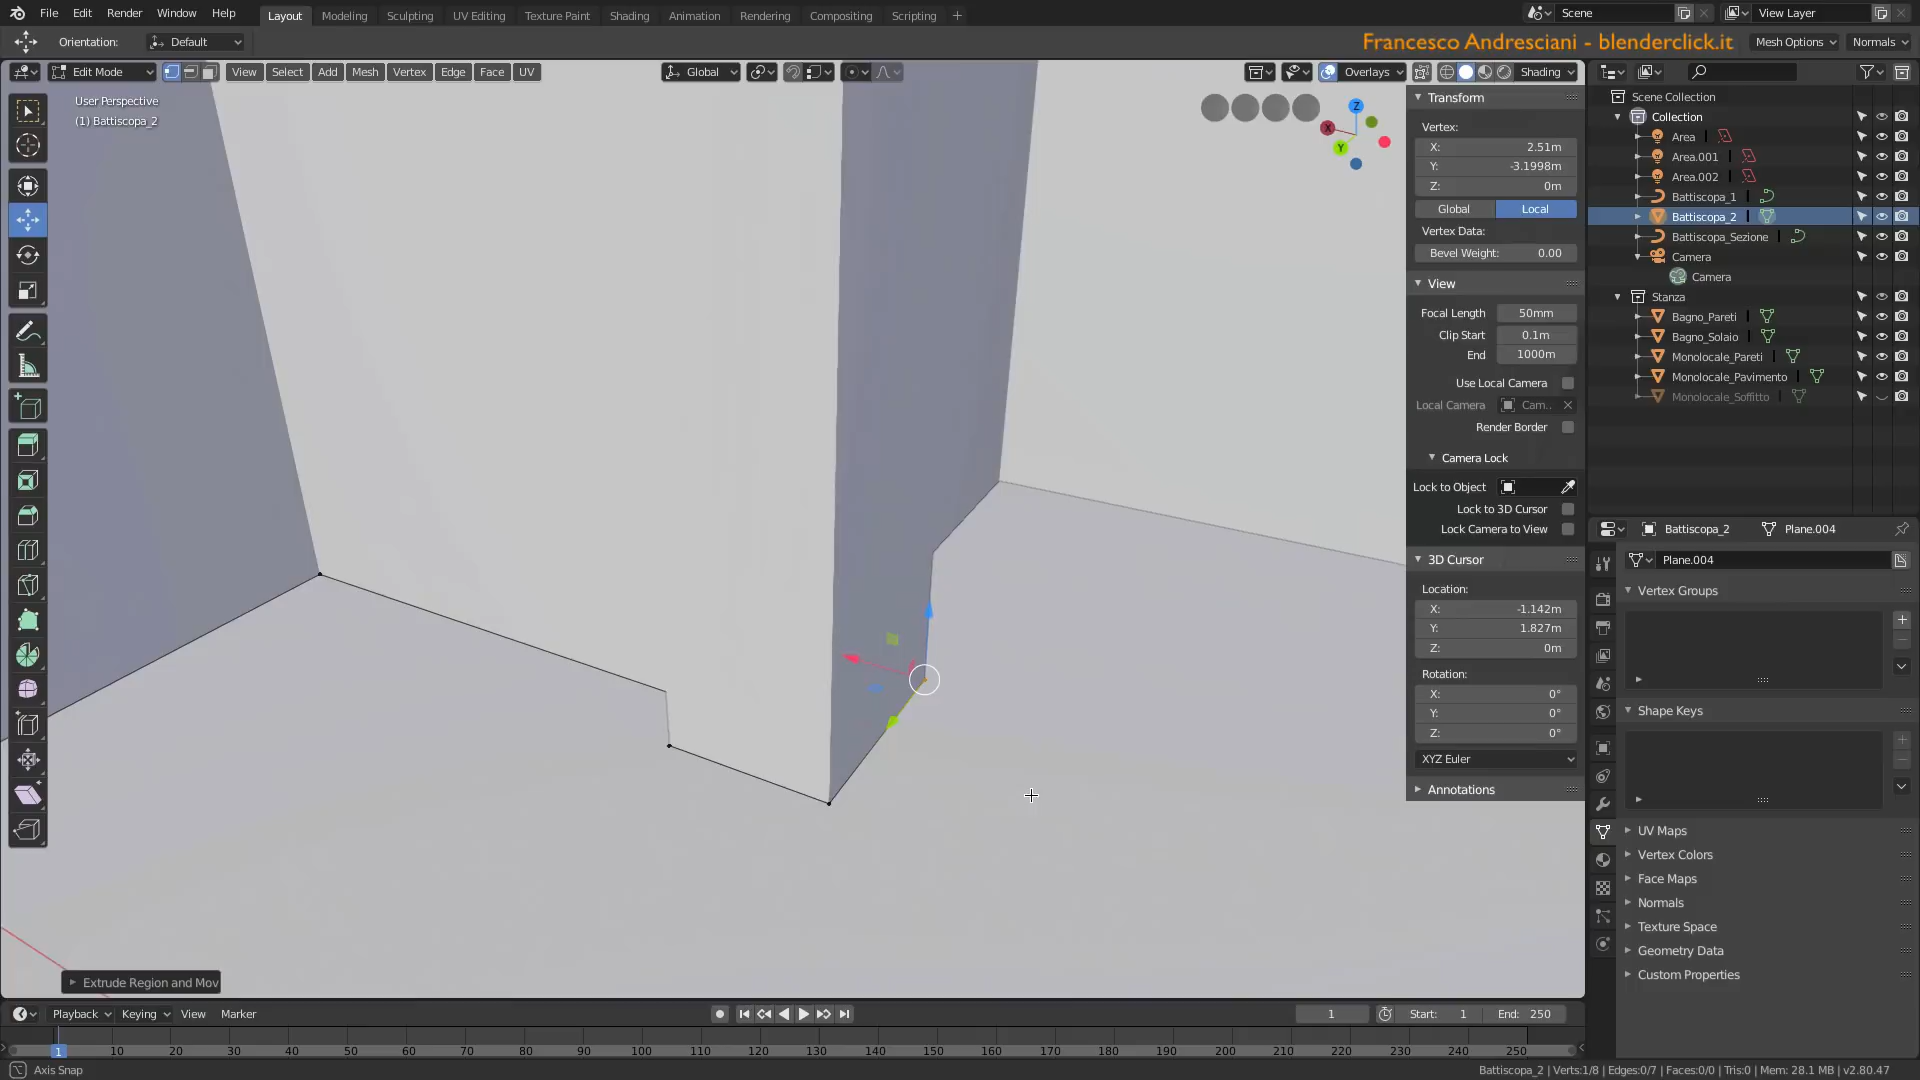 File Edit Render Window Help Layout Modeling Sculpting UV Editing Texture Paint Shading Animation Rendering Compositing Scripting Scene View Layer
Orientation: Default Francesco Andresciani - blenderclick.it Mesh Options Normals
Edit Mode View Select Add Mesh Vertex Edge Face UV Global Overlays Shading
User Perspective
(1) Battiscopa_2
Transform
Vertex:
X: 2.51m
Y: -3.1998m
Z: 0m
Global Local
Vertex Data:
Bevel Weight: 0.00
View
Focal Length 50mm
Clip Start 0.1m
End 1000m
Use Local Camera
Local Camera Cam..
Render Border
Camera Lock
Lock to Object
Lock to 3D Cursor
Lock Camera to View
3D Cursor
Location:
X: -1.142m
Y: 1.827m
Z: 0m
Rotation:
X: 0°
Y: 0°
Z: 0°
XYZ Euler
Annotations
X
Y
Z
Scene Collection
Collection
Area
Area.001
Area.002
Battiscopa_1
Battiscopa_2
Battiscopa_Sezione
Camera
Camera
Stanza
Bagno_Pareti
Bagno_Solaio
Monolocale_Pareti
Monolocale_Pavimento
Monolocale_Soffitto
Battiscopa_2 Plane.004
Plane.004
Vertex Groups
Shape Keys
UV Maps
Vertex Colors
Face Maps
Normals
Texture Space
Geometry Data
Custom Properties
Extrude Region and Mov
Playback Keying View Marker 1 Start: 1 End: 250
1 10 20 30 40 50 60 70 80 90 100 110 120 130 140 150 160 170 180 190 200 210 220 230 240 250
Axis Snap Battiscopa_2 | Verts:1/8 | Edges:0/7 | Faces:0/0 | Tris:0 | Mem: 28.1 MB | v2.80.47